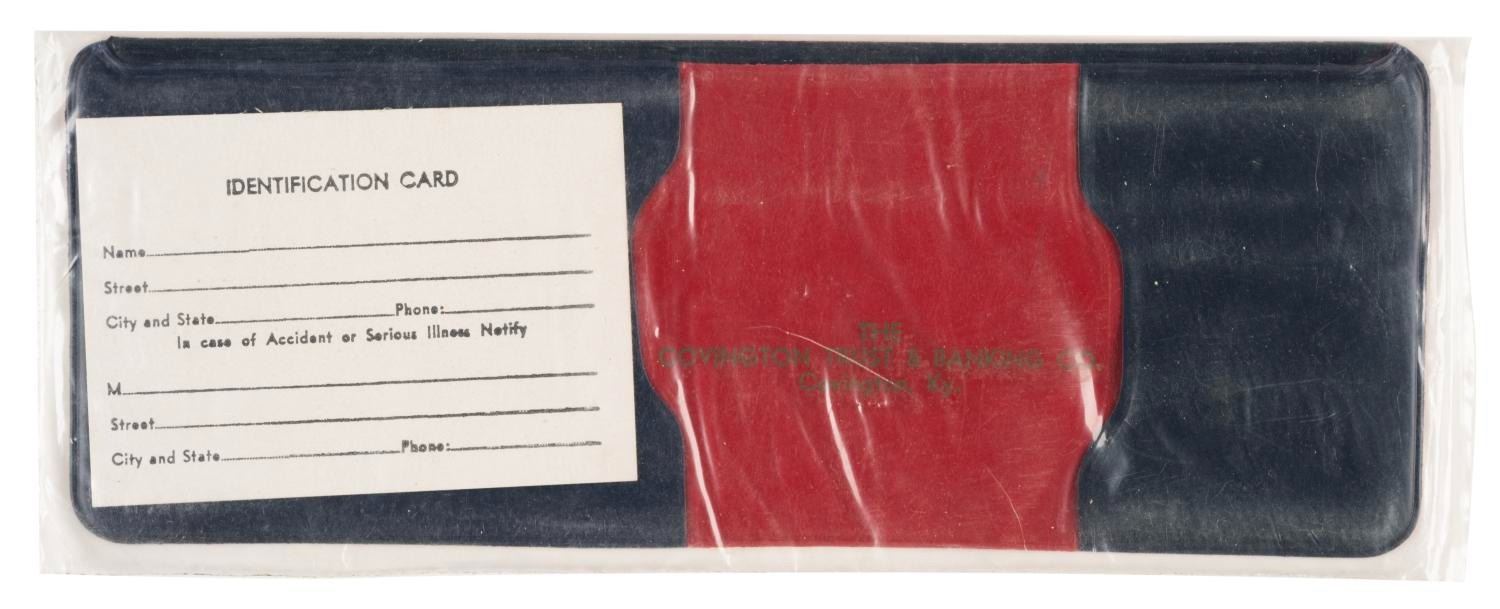 IDENTIFICATION CARD
Name
Street
City and State Phone:
In case of Accident or Serious Illness Notify
M
Street
City and State Phone:
THE
COVINGTON TRUST & BANKING CO.
Covington, Ky.